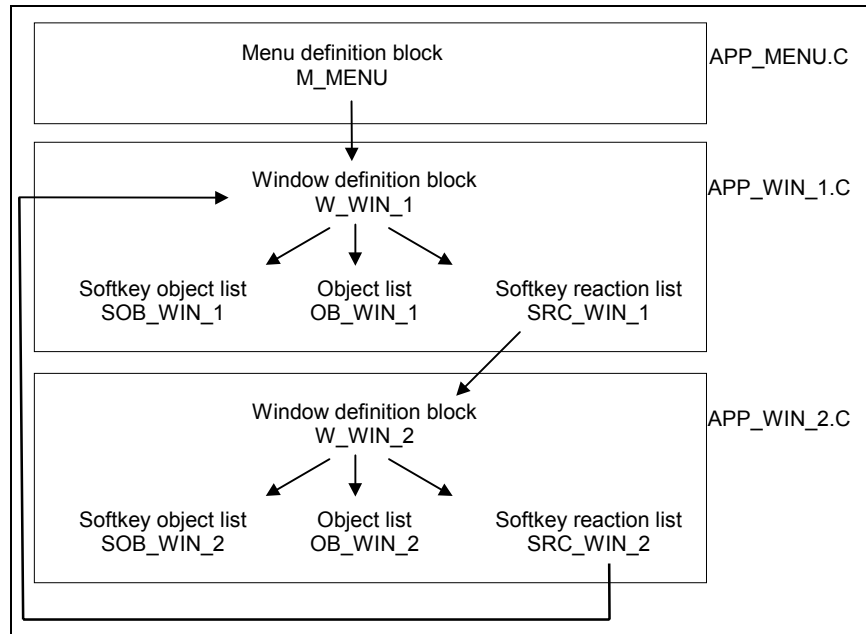 Menu definition block
M_MENU
APP_MENU.C
Window definition block
W_WIN_1
APP_WIN_1.C
Softkey object list
SOB_WIN_1
Object list
OB_WIN_1
Softkey reaction list
SRC_WIN_1
Window definition block
W_WIN_2
APP_WIN_2.C
Softkey object list
SOB_WIN_2
Object list
OB_WIN_2
Softkey reaction list
SRC_WIN_2